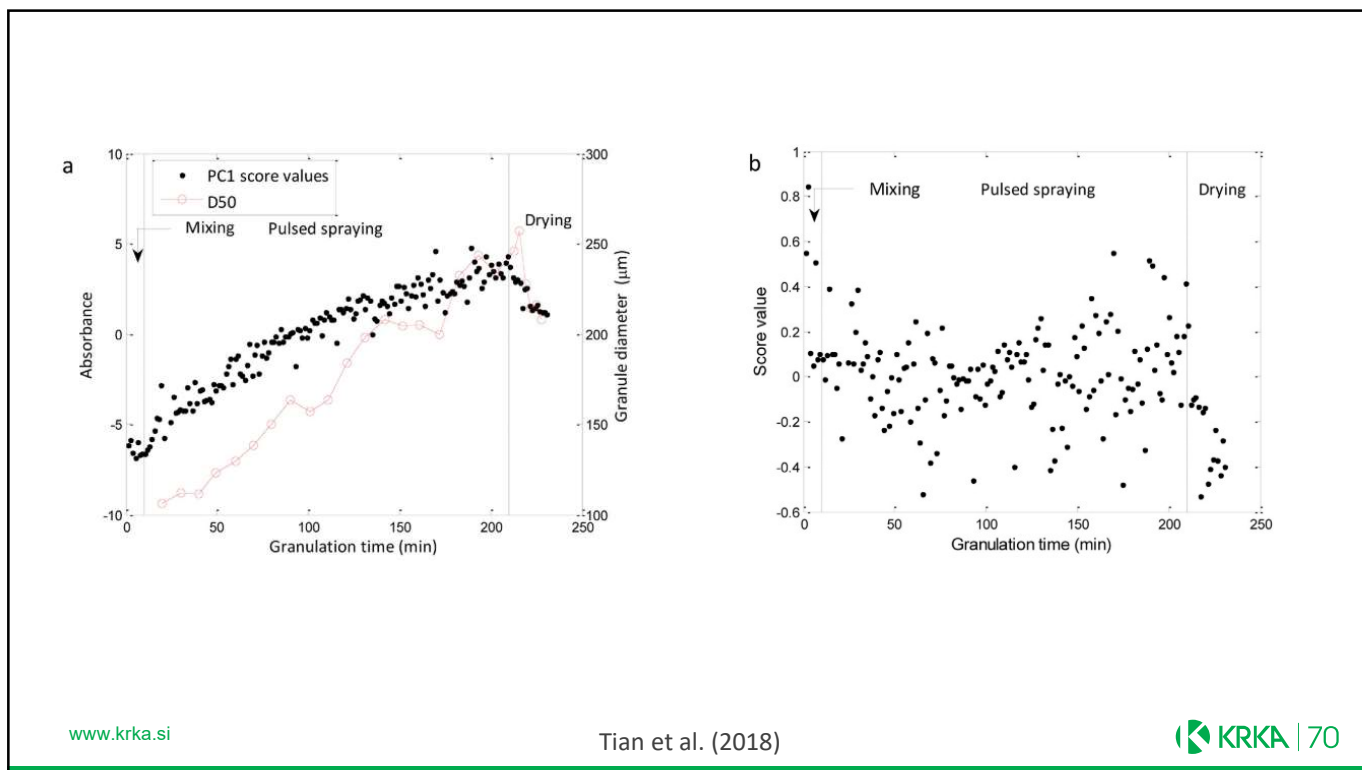 a
10
5
0
-5
-10
0
50
100
150
200
250
300
250
200
150
100
Absorbance
Granule diameter (μm)
Granulation time (min)
PC1 score values
D50
Mixing
Pulsed spraying
Drying
b
1
0.8
0.6
0.4
0.2
0
-0.2
-0.4
-0.6
0
50
100
150
200
250
Score value
Granulation time (min)
Mixing
Pulsed spraying
Drying
www.krka.si
Tian et al. (2018)
KRKA | 70